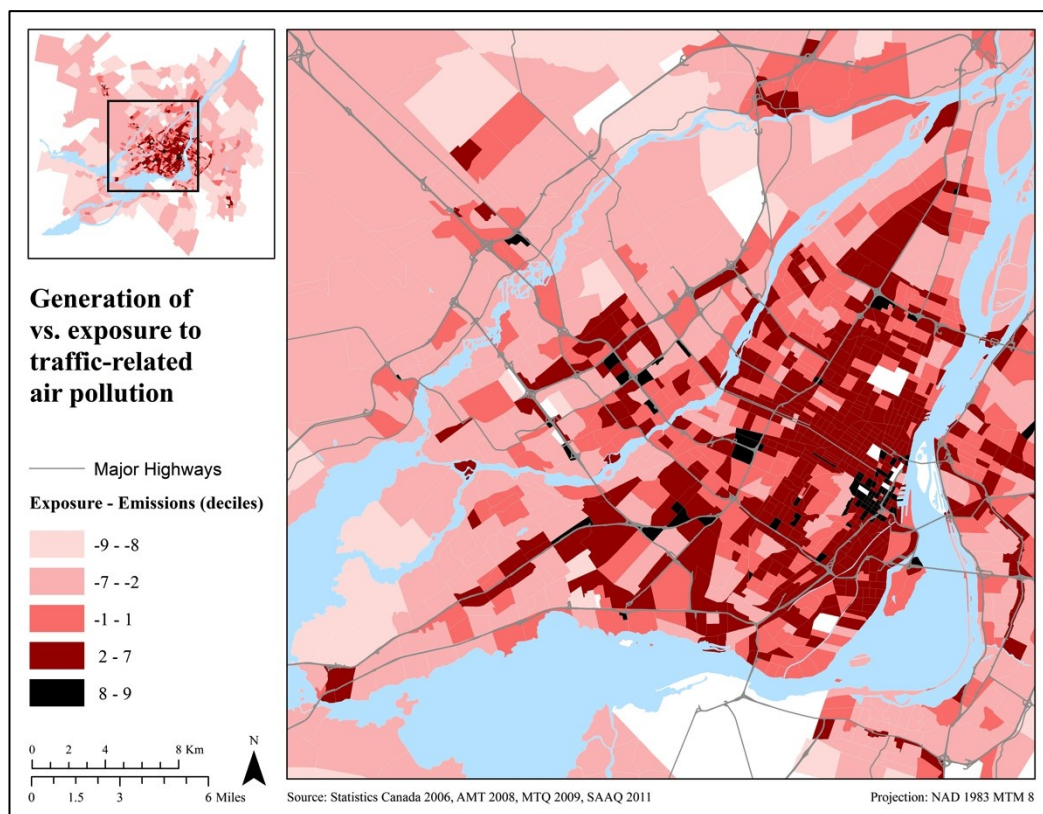 Generation of
vs. exposure to
traffic-related
air pollution
Major Highways
Exposure - Emissions (deciles)
-9 - -8
-7 - -2
-1 - 1
2 - 7
8 - 9
0 2 4 8 Km
N
0 1.5 3 6 Miles
Source: Statistics Canada 2006, AMT 2008, MTQ 2009, SAAQ 2011
Projection: NAD 1983 MTM 8